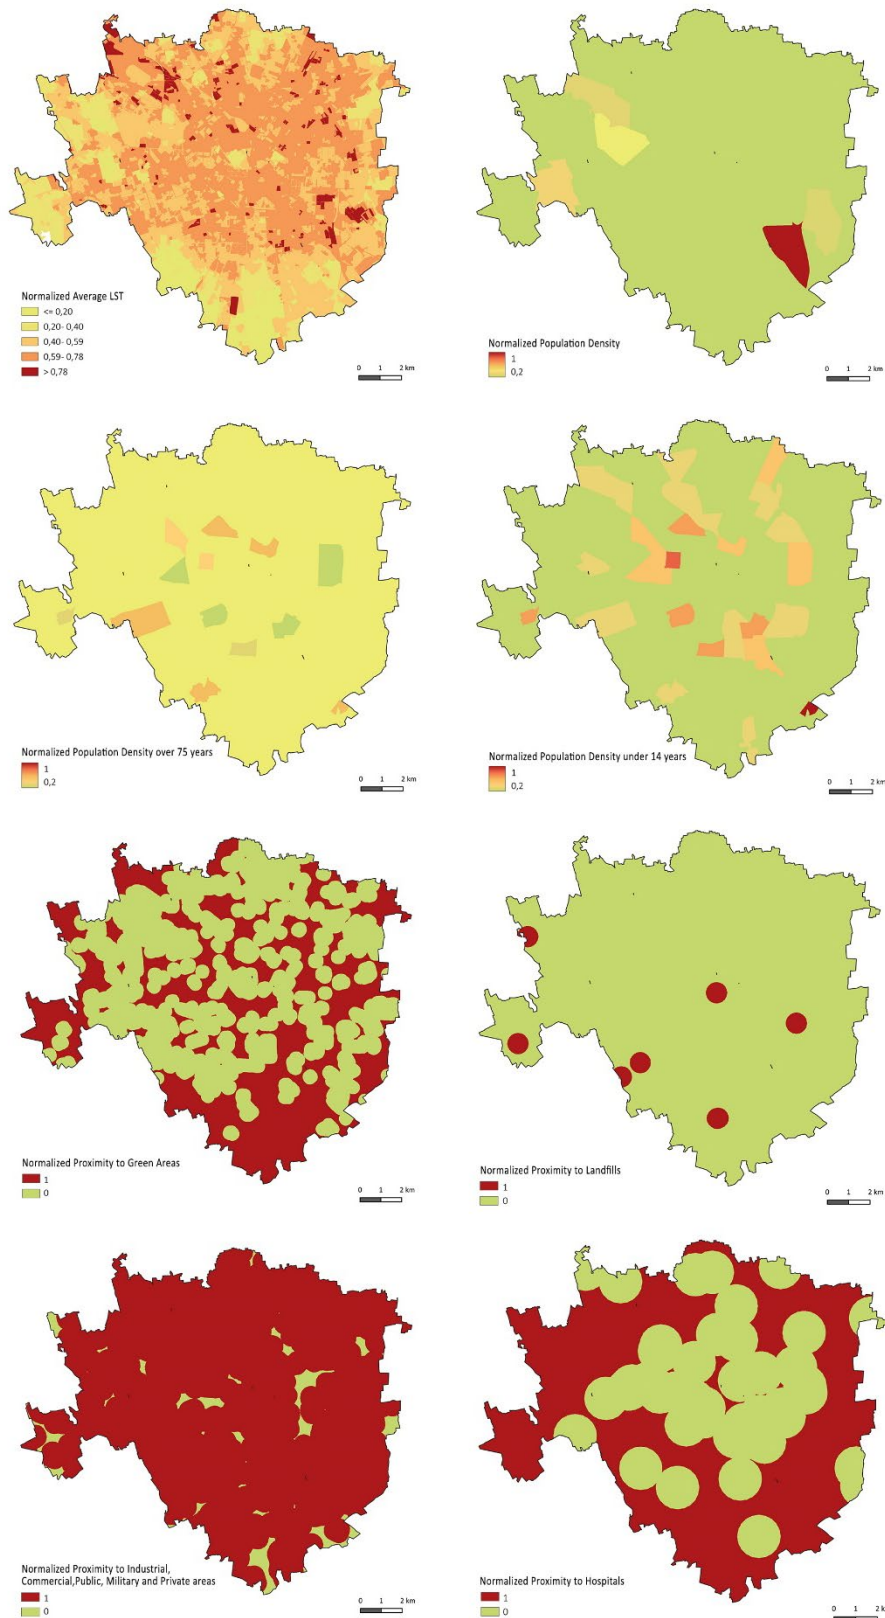 Normalized Average LST
<= 0,20
0,20- 0,40
0,40- 0,59
0,59- 0,78
> 0,78
0 1 2 km
Normalized Population Density
1
0,2
0 1 2 km
Normalized Population Density over 75 years
1
0,2
0 1 2 km
Normalized Population Density under 14 years
1
0,2
0 1 2 km
Normalized Proximity to Green Areas
1
0
0 1 2 km
Normalized Proximity to Landfills
1
0
0 1 2 km
Normalized Proximity to Industrial,
Commercial,Public, Military and Private areas
1
0
0 1 2 km
Normalized Proximity to Hospitals
1
0
0 1 2 k